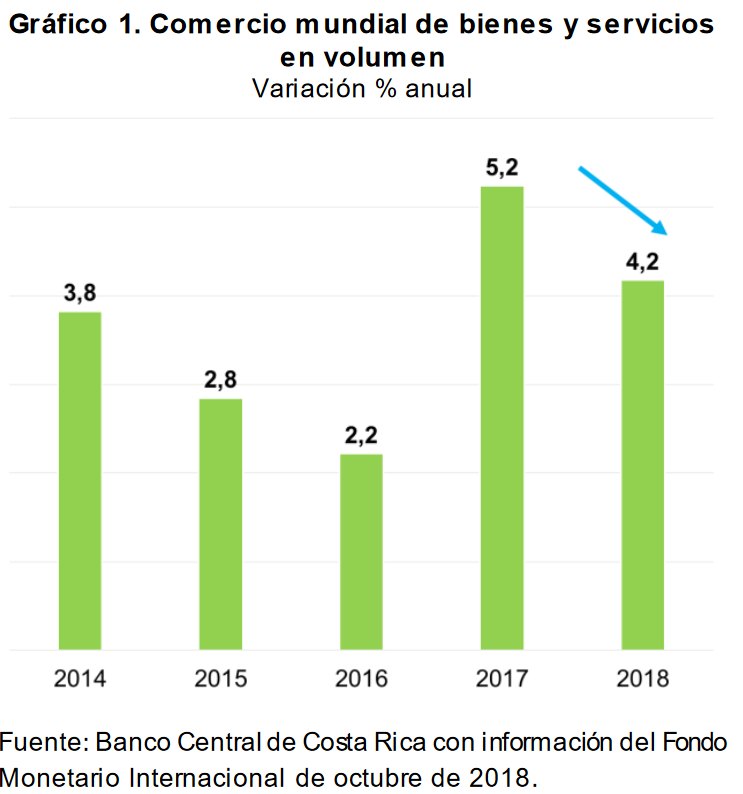 Gráfico 1. Comercio mundial de bienes y servicios
en volumen
Variación % anual
5,2
4,2
3,8
2,8
2,2
2014 2015 2016 2017 2018
Fuente: Banco Central de Costa Rica con información del Fondo
Monetario Internacional de octubre de 2018.